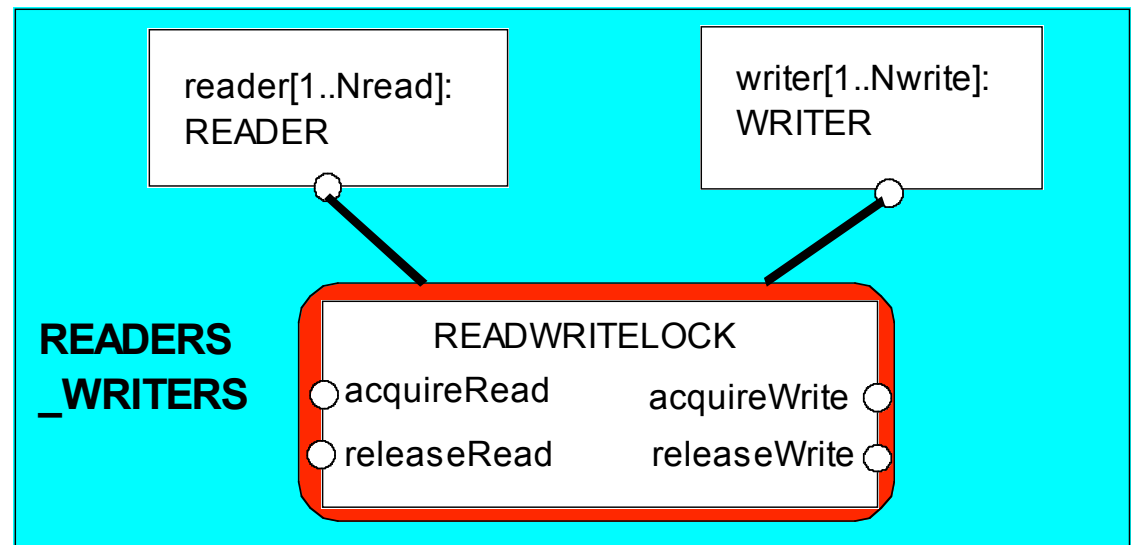 reader[1..Nread]:
READER
writer[1..Nwrite]:
WRITER
READERS
_WRITERS
READWRITELOCK
acquireRead
acquireWrite
releaseRead
releaseWrite